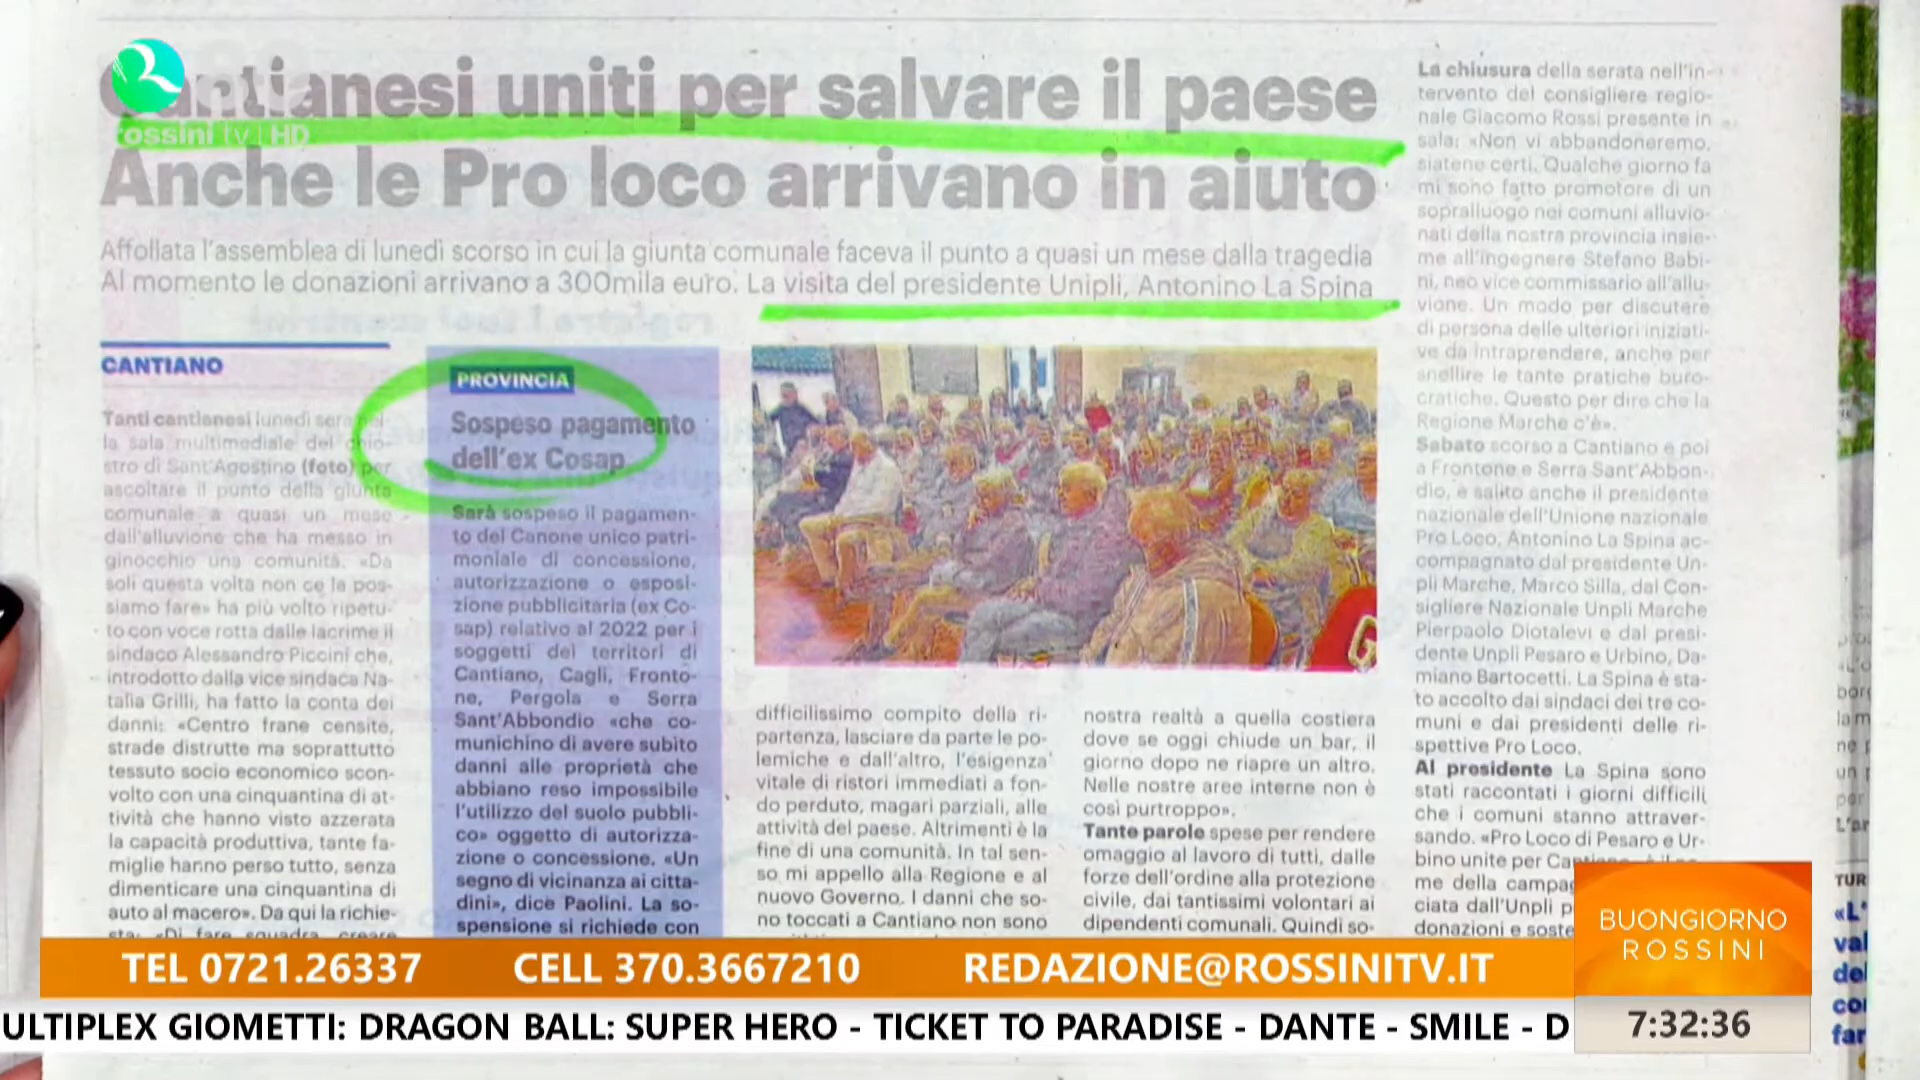 Cantianesi uniti per salvare il paese
Anche le Pro loco arrivano in aiuto
rossini tv HD
Affollata l'assemblea di lunedì scorso in cui la giunta comunale faceva il punto a quasi un mese dalla tragedia
Al momento le donazioni arrivano a 300mila euro. La visita del presidente Unipli, Antonino La Spina
CANTIANO
Tanti cantianesi lunedì sera nel-
la sala multimediale del chio-
stro di Sant'Agostino (foto) per
ascoltare il punto della giunta
comunale a quasi un mese
dall'alluvione che ha messo in
ginocchio una comunità. «Da
soli questa volta non ce la pos-
siamo fare» ha più volto ripetu-
to con voce rotta dalle lacrime il
sindaco Alessandro Piccini che,
introdotto dalla vice sindaca Na-
talia Grilli, ha fatto la conta dei
danni: «Centro frane censite,
strade distrutte ma soprattutto
tessuto socio economico scon-
volto con una cinquantina di at-
tività che hanno visto azzerata
la capacità produttiva, tante fa-
miglie hanno perso tutto, senza
dimenticare una cinquantina di
auto al macero». Da qui la richie-
sta: «Di fare squadra, creare
PROVINCIA
Sospeso pagamento
dell'ex Cosap
Sarà sospeso il pagamen-
to del Canone unico patri-
moniale di concessione,
autorizzazione o esposi-
zione pubblicitaria (ex Co-
sap) relativo al 2022 per i
soggetti dei territori di
Cantiano, Cagli, Fronto-
ne, Pergola e Serra
Sant'Abbondio «che co-
munichino di avere subito
danni alle proprietà che
abbiano reso impossibile
l'utilizzo del suolo pubbli-
co» oggetto di autorizza-
zione o concessione. «Un
segno di vicinanza ai citta-
dini», dice Paolini. La so-
spensione si richiede con
difficilissimo compito della ri-
partenza, lasciare da parte le po-
lemiche e dall'altro, l'esigenza
vitale di ristori immediati a fon-
do perduto, magari parziali, alle
attività del paese. Altrimenti è la
fine di una comunità. In tal sen-
so mi appello alla Regione e al
nuovo Governo. I danni che so-
no toccati a Cantiano non sono
nostra realtà a quella costiera
dove se oggi chiude un bar, il
giorno dopo ne riapre un altro.
Nelle nostre aree interne non è
così purtroppo».
Tante parole spese per rendere
omaggio al lavoro di tutti, dalle
forze dell'ordine alla protezione
civile, dai tantissimi volontari ai
dipendenti comunali. Quindi so-
La chiusura della serata nell'in-
tervento del consigliere regio-
nale Giacomo Rossi presente in
sala: «Non vi abbandoneremo,
siatene certi. Qualche giorno fa
mi sono fatto promotore di un
sopralluogo nei comuni alluvio-
nati della nostra provincia insie-
me all'ingegnere Stefano Babi-
ni, neo vice commissario all'allu-
vione. Un modo per discutere
di persona delle ulteriori iniziati-
ve da intraprendere, anche per
snellire le tante pratiche buro-
cratiche. Questo per dire che la
Regione Marche c'è».
Sabato scorso a Cantiano e poi
a Frontone e Serra Sant'Abbon-
dio, è salito anche il presidente
nazionale dell'Unione nazionale
Pro Loco, Antonino La Spina ac-
compagnato dal presidente Un-
pli Marche, Marco Silla, dal Con-
sigliere Nazionale Unpli Marche
Pierpaolo Diotalevi e dal presi-
dente Unpli Pesaro e Urbino, Da-
miano Bartocetti. La Spina è sta-
to accolto dai sindaci dei tre co-
muni e dai presidenti delle ri-
spettive Pro Loco.
Al presidente La Spina sono
stati raccontati i giorni difficili
che i comuni stanno attraver-
sando. «Pro Loco di Pesaro e Ur-
bino unite per
me della campag
ciata dall'Unpli p
donazioni e soste
TUR
«L'
val
del
far
TEL 0721.26337 CELL 370.3667210 REDAZIONE@ROSSINITV.IT
BUONGIORNO
ROSSINI
ULTIPLEX GIOMETTI: DRAGON BALL: SUPER HERO - TICKET TO PARADISE - DANTE - SMILE - D
7:32:36